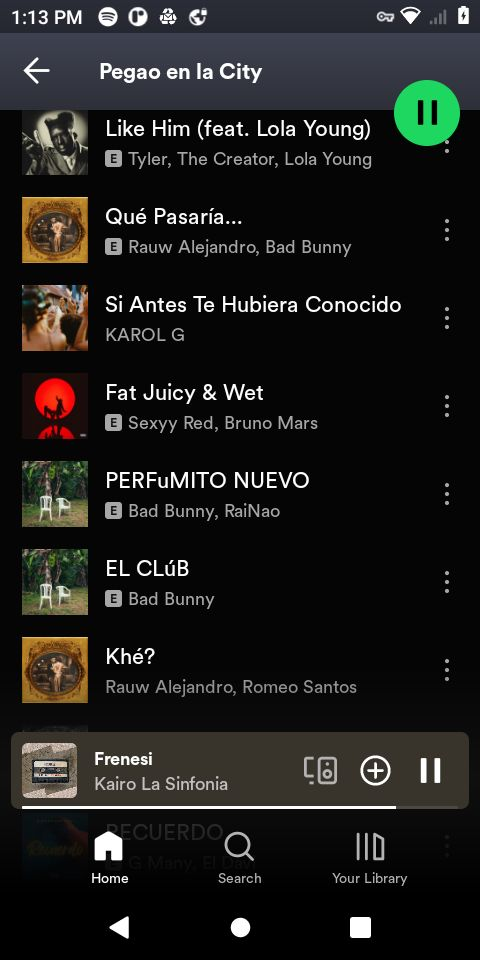 1:13 PM
Pegao en la City
Like Him (feat. Lola Young)
E Tyler, The Creator, Lola Young
Qué Pasaría...
E Rauw Alejandro, Bad Bunny
Si Antes Te Hubiera Conocido
KAROL G
Fat Juicy & Wet
E Sexyy Red, Bruno Mars
PERFuMITO NUEVO
E Bad Bunny, RaiNao
EL CLúB
E Bad Bunny
Khé?
Rauw Alejandro, Romeo Santos
Frenesi
Kairo La Sinfonia
RECUERDO
G Many, El
Home
Search
Your Library